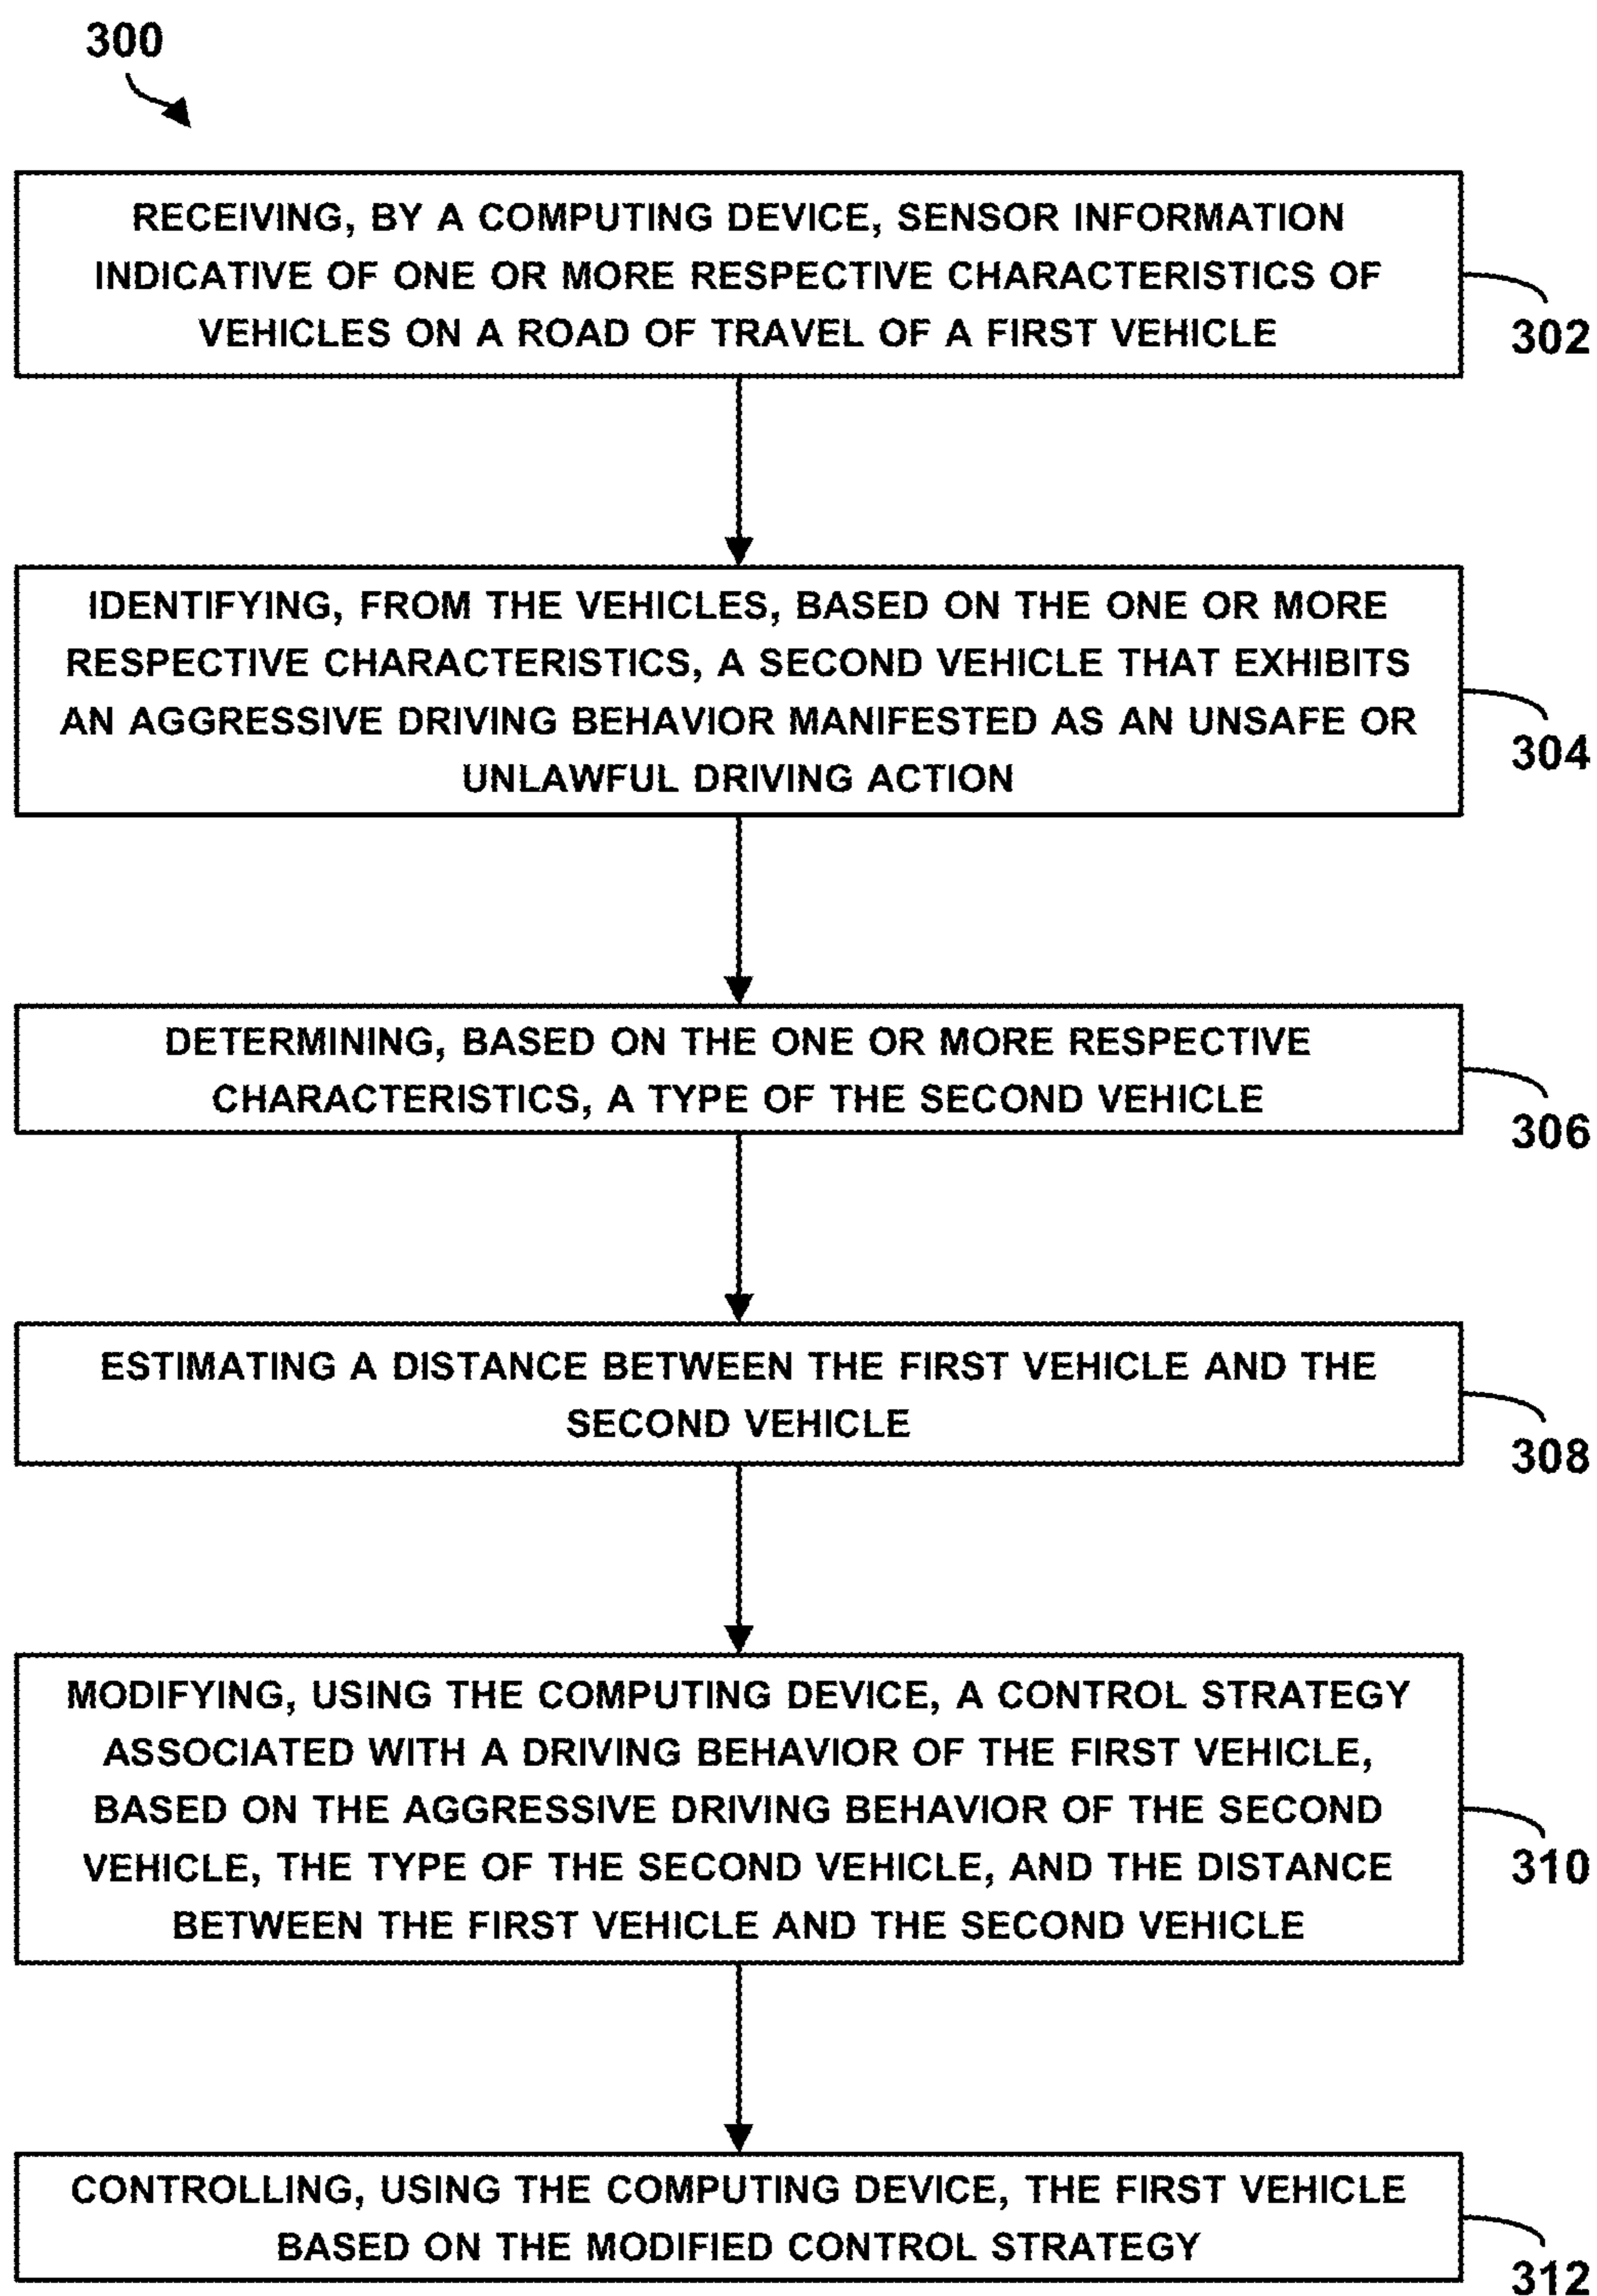 300
RECEIVING, BY A COMPUTING DEVICE, SENSOR INFORMATION
INDICATIVE OF ONE OR MORE RESPECTIVE CHARACTERISTICS OF
VEHICLES ON A ROAD OF TRAVEL OF A FIRST VEHICLE
302
IDENTIFYING, FROM THE VEHICLES, BASED ON THE ONE OR MORE
RESPECTIVE CHARACTERISTICS, A SECOND VEHICLE THAT EXHIBITS
AN AGGRESSIVE DRIVING BEHAVIOR MANIFESTED AS AN UNSAFE OR
UNLAWFUL DRIVING ACTION
304
DETERMINING, BASED ON THE ONE OR MORE RESPECTIVE
CHARACTERISTICS, A TYPE OF THE SECOND VEHICLE
306
ESTIMATING A DISTANCE BETWEEN THE FIRST VEHICLE AND THE
SECOND VEHICLE
308
MODIFYING, USING THE COMPUTING DEVICE, A CONTROL STRATEGY
ASSOCIATED WITH A DRIVING BEHAVIOR OF THE FIRST VEHICLE,
BASED ON THE AGGRESSIVE DRIVING BEHAVIOR OF THE SECOND
VEHICLE, THE TYPE OF THE SECOND VEHICLE, AND THE DISTANCE
BETWEEN THE FIRST VEHICLE AND THE SECOND VEHICLE
310
CONTROLLING, USING THE COMPUTING DEVICE, THE FIRST VEHICLE
BASED ON THE MODIFIED CONTROL STRATEGY
312